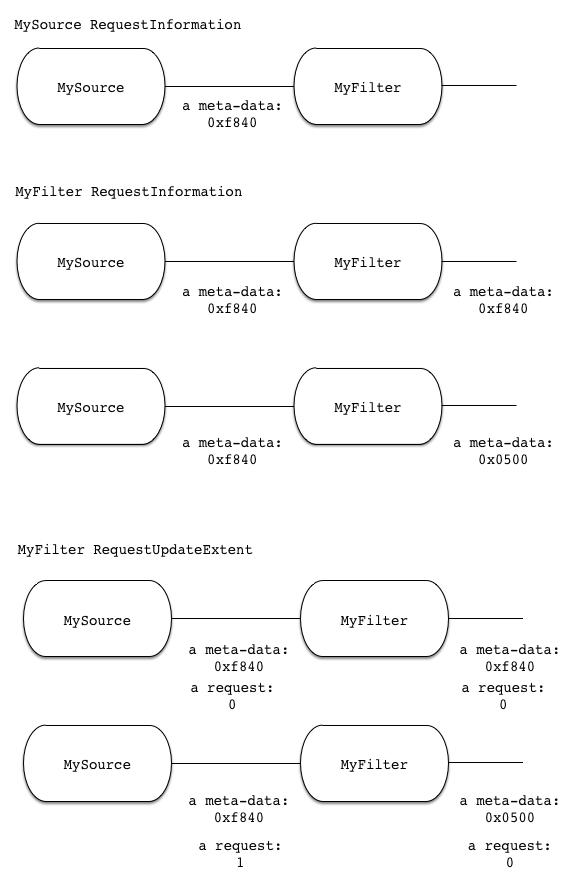 MySource RequestInformation
MySource
MyFilter
a meta-data:
0xf840
MyFilter RequestInformation
MySource
MyFilter
a meta-data:
0xf840
a meta-data:
0xf840
MySource
MyFilter
a meta-data:
0xf840
a meta-data:
0x0500
MyFilter RequestUpdateExtent
MySource
MyFilter
a meta-data:
0xf840
a meta-data:
0xf840
a request:
0
a request:
0
MySource
MyFilter
a meta-data:
0xf840
a meta-data:
0x0500
a request:
1
a request:
0